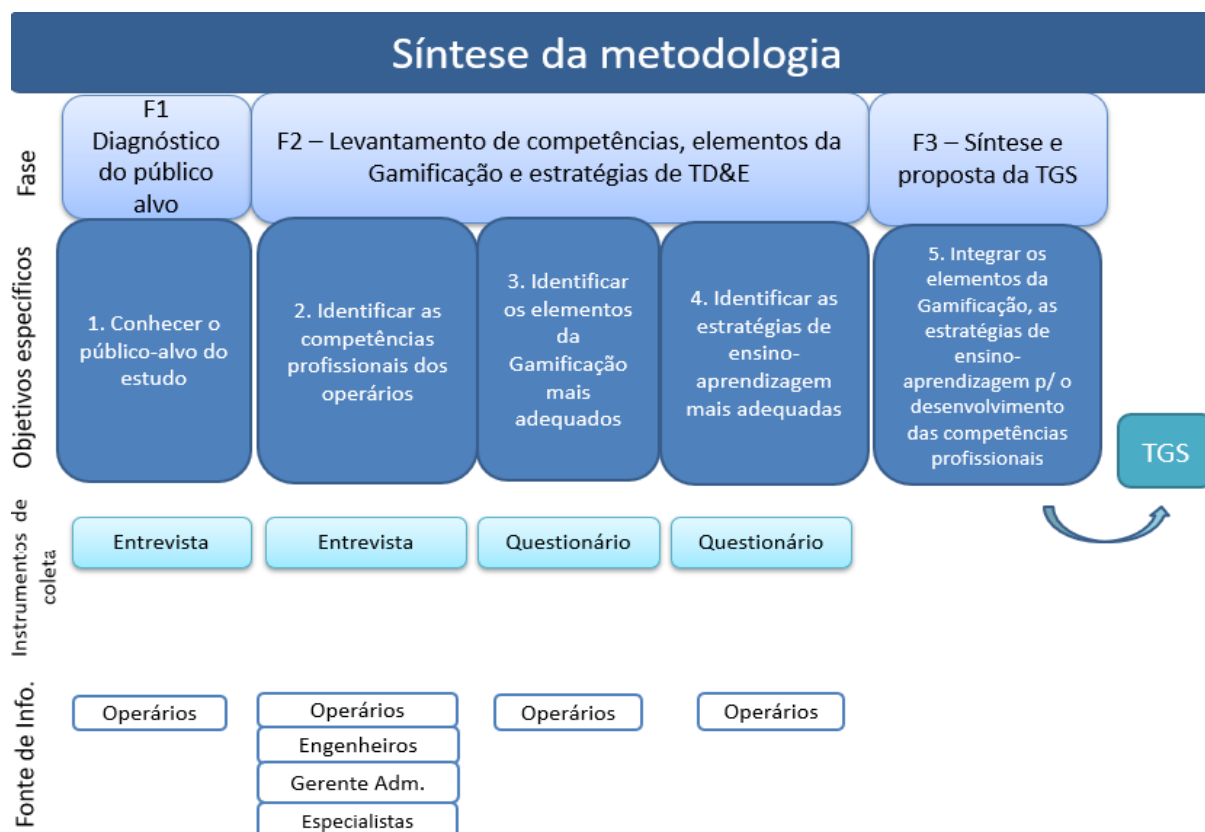 Síntese da metodologia
Fase
F1
Diagnóstico
do público
alvo
F2 – Levantamento de competências, elementos da
Gamificação e estratégias de TD&E
F3 – Síntese e
proposta da TGS
Objetivos específicos
1. Conhecer o
público-alvo do
estudo
2. Identificar as
competências
profissionais dos
operários
3. Identificar
os elementos
da
Gamificação
mais
adequados
4. Identificar as
estratégias de
ensino-
aprendizagem
mais adequadas
5. Integrar os
elementos da
Gamificação, as
estratégias de
ensino-
aprendizagem p/ o
desenvolvimento
das competências
profissionais
TGS
Instrumentos de
coleta
Entrevista
Entrevista
Questionário
Questionário
Fonte de Info.
Operários
Operários
Engenheiros
Gerente Adm.
Especialistas
Operários
Operários